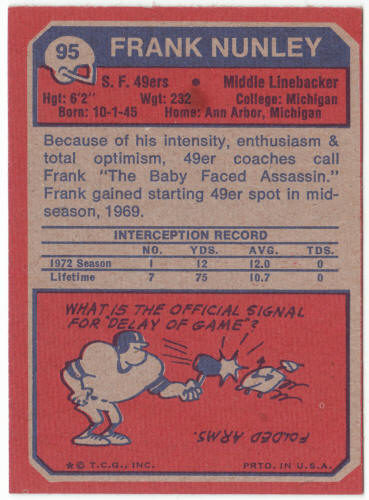 95 FRANK NUNLEY
S. F. 49ers • Middle Linebacker
Hgt: 6'2" Wgt: 232 College: Michigan
Born: 10-1-45 Home: Ann Arbor, Michigan
Because of his intensity, enthusiasm &
total optimism, 49er coaches call
Frank "The Baby Faced Assassin."
Frank gained starting 49er spot in mid-
season, 1969.
INTERCEPTION RECORD
NO. YDS. AVG. TDS.
1972 Season 1 12 12.0 0
Lifetime 7 75 10.7 0
WHAT IS THE OFFICIAL SIGNAL
FOR "DELAY OF GAME"?
FOLDED ARMS.
* © T.C.G., INC. PRTD. IN U.S.A.